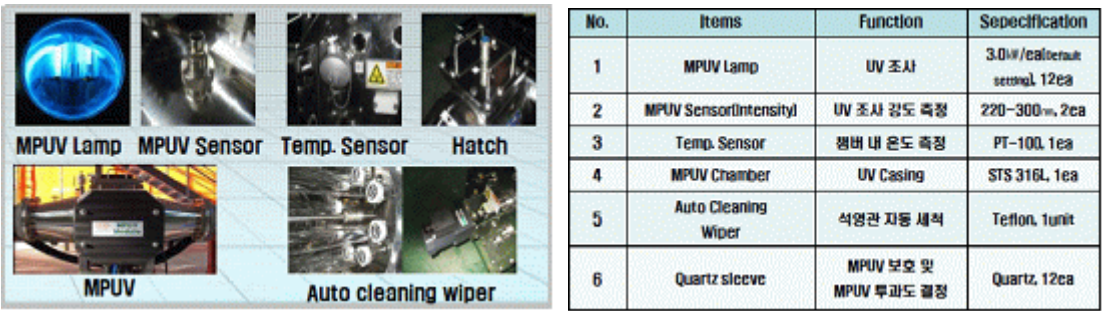 MPUV Lamp MPUV Sensor Temp. Sensor Hatch
MPUV
Auto cleaning wiper
No. Items Function Sepecification
1 MPUV Lamp UV 조사 3.0㎾/ea(Default
setting), 12ea
2 MPUV Sensor(Intensity) UV 조사 강도 측정 220-300㎚, 2ea
3 Temp. Sensor 챔버 내 온도 측정 PT-100, 1ea
4 MPUV Chamber UV Casing STS 316L, 1ea
5 Auto Cleaning
Wiper 석영관 자동 세척 Teflon, 1unit
6 Quartz sleeve MPUV 보호 및
MPUV 투과도 결정 Quartz, 12ea